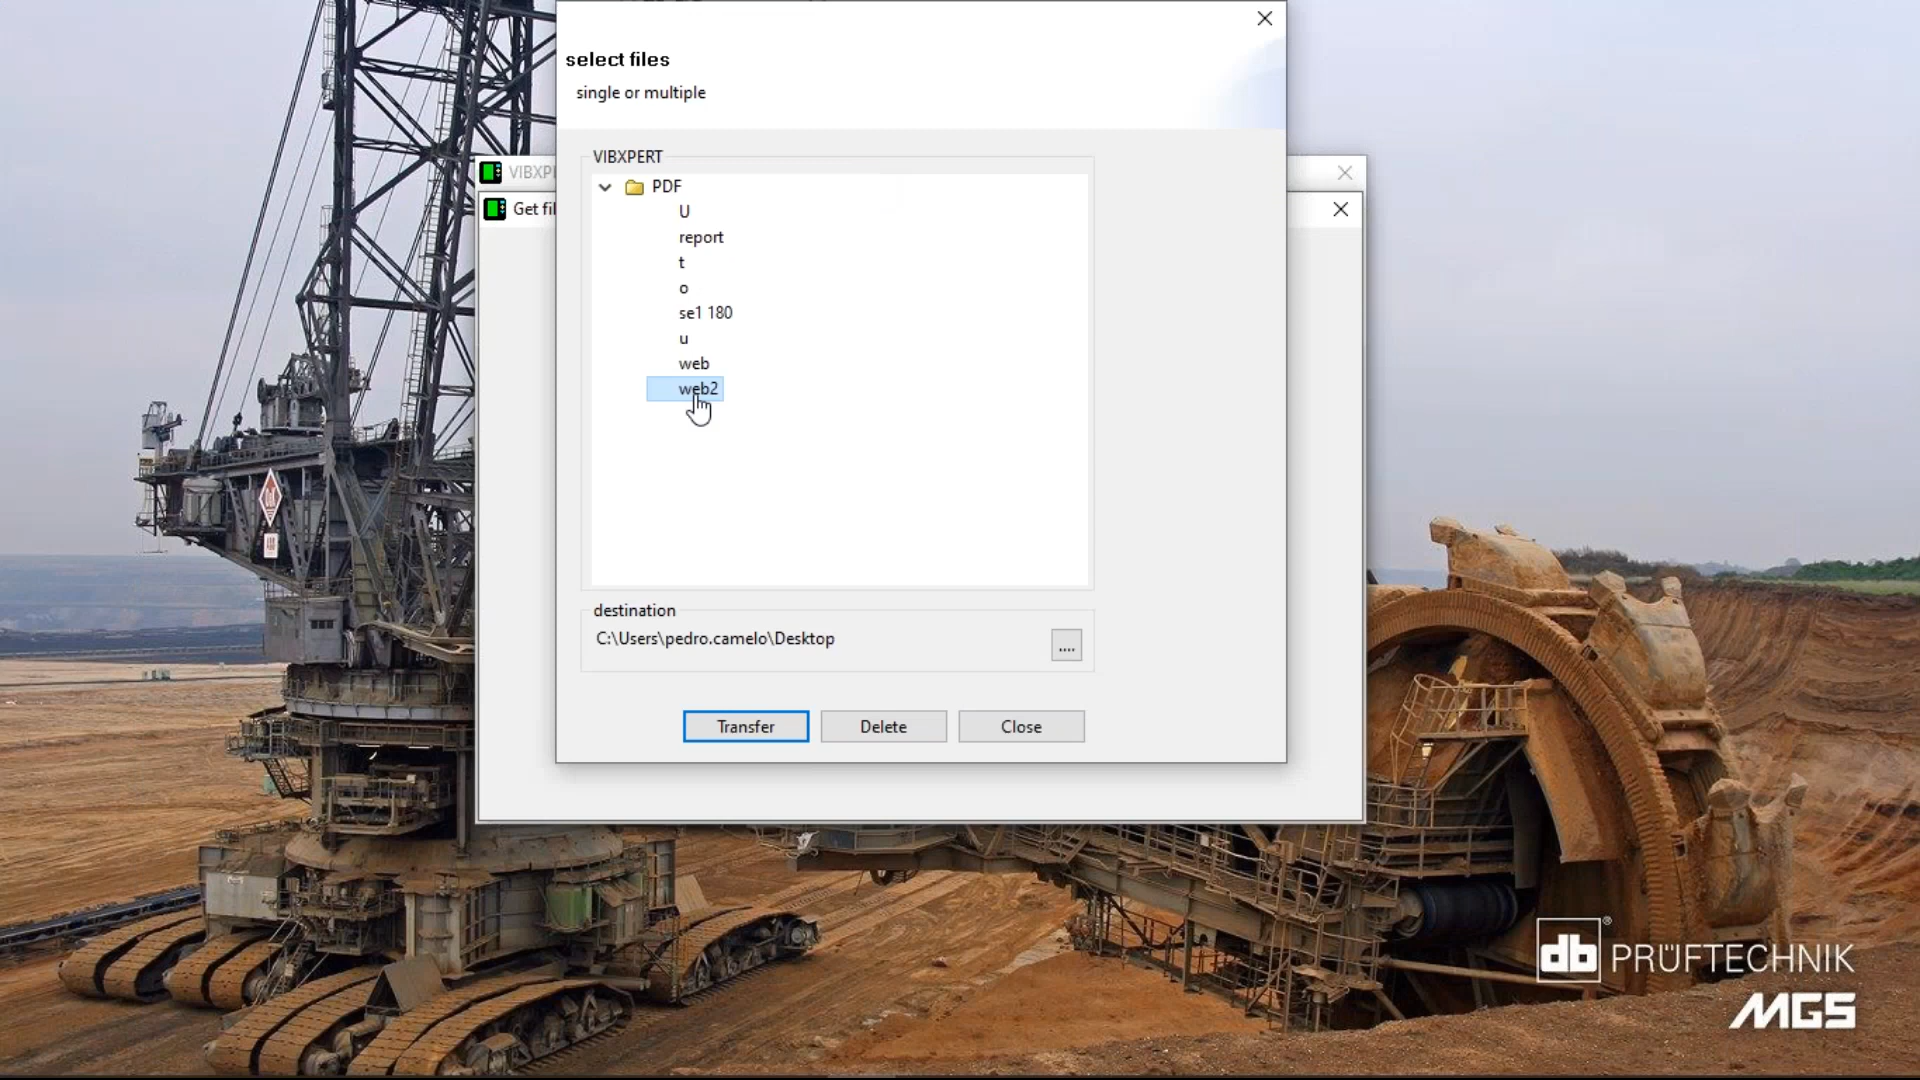 select files
single or multiple
VIBXPERT
PDF
U
report
t
o
se1 180
u
web
web2
destination
C:\Users\pedro.camelo\Desktop
....
Transfer
Delete
Close
Get fil
db® PRÜFTECHNIK
MGS